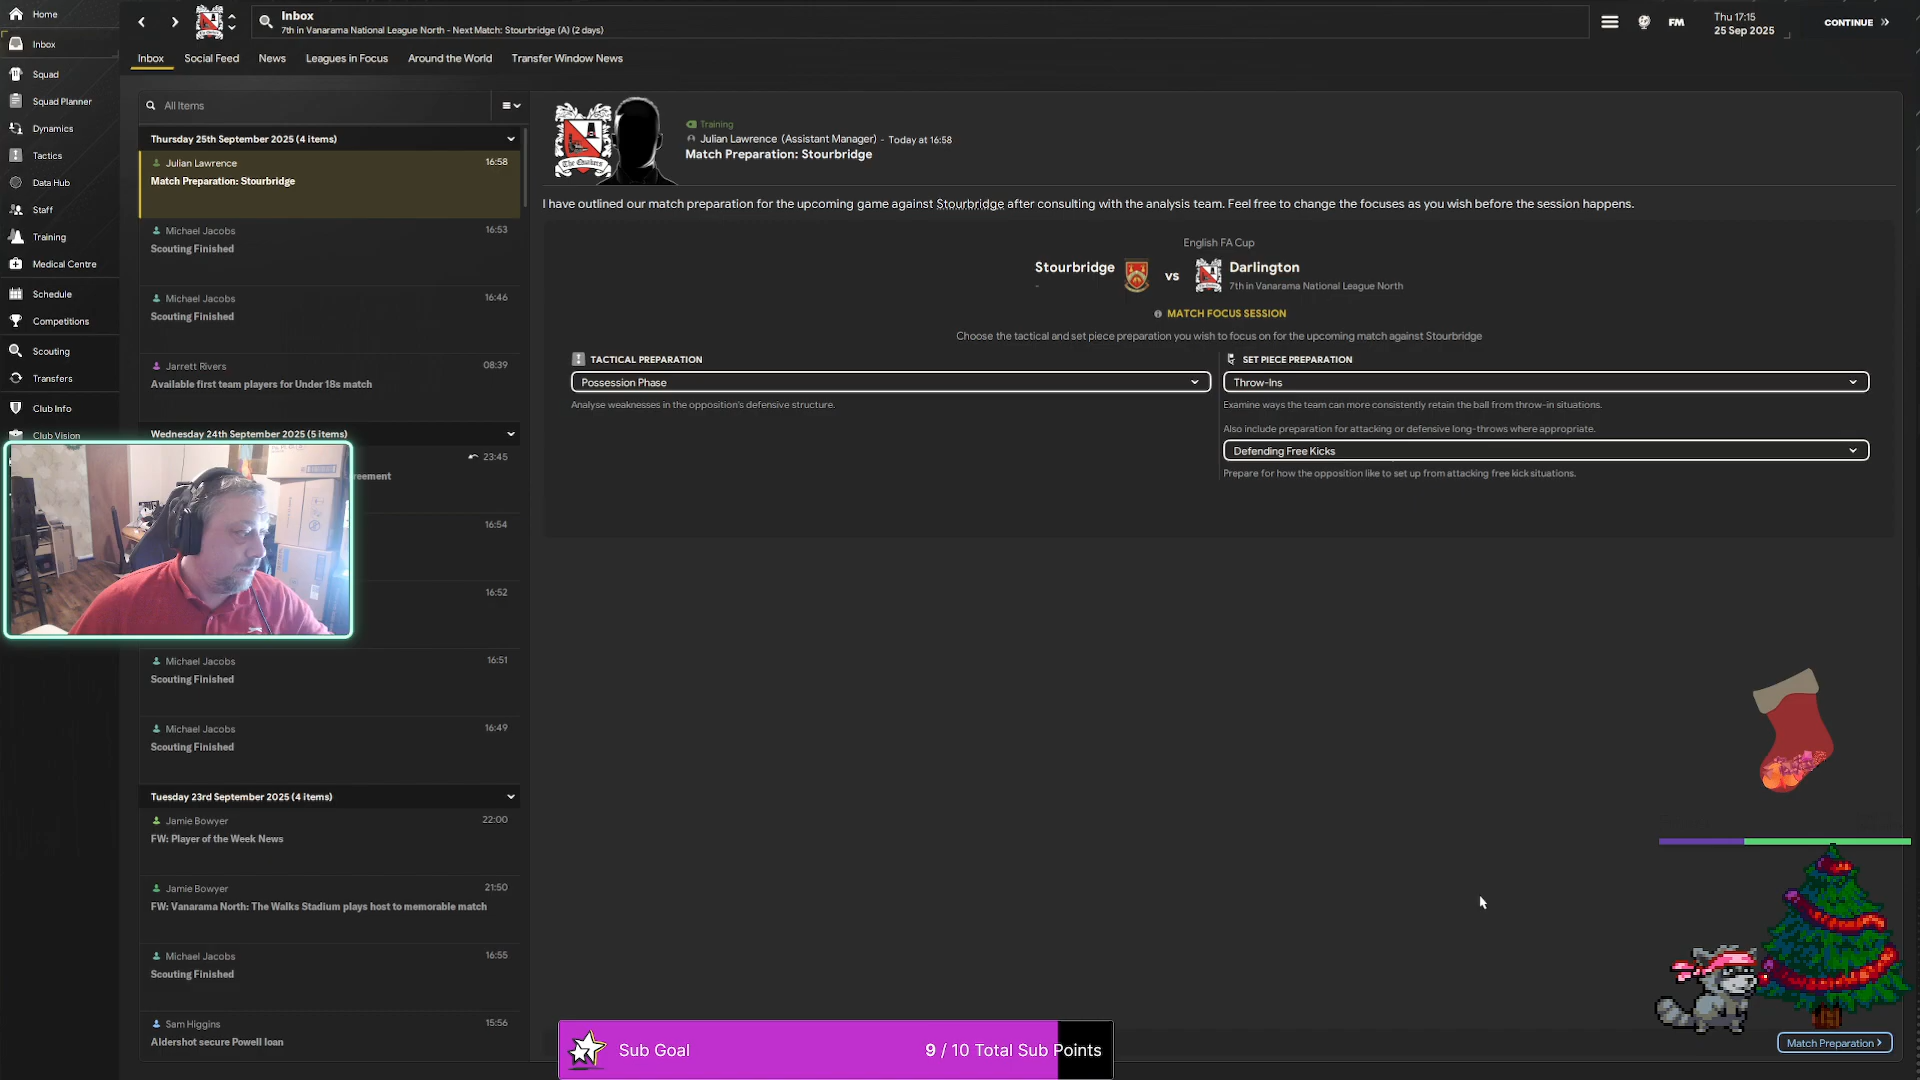 Home
Inbox
Squad
Squad Planner
Dynamics
Tactics
Data Hub
Staff
Training
Medical Centre
Schedule
Competitions
Scouting
Transfers
Club Info
Club Vision
Inbox
7th in Vanarama National League North - Next Match: Stourbridge (A) (2 days)
FM
Thu 17:15
25 Sep 2025
CONTINUE
Inbox
Social Feed
News
Leagues in Focus
Around the World
Transfer Window News
All Items
Thursday 25th September 2025 (4 items)
Julian Lawrence 16:58
Match Preparation: Stourbridge
Michael Jacobs 16:53
Scouting Finished
Michael Jacobs 16:46
Scouting Finished
Jarrett Rivers 08:39
Available first team players for Under 18s match
Wednesday 24th September 2025 (5 items)
23:45
reement
16:54
16:52
Michael Jacobs 16:51
Scouting Finished
Michael Jacobs 16:49
Scouting Finished
Tuesday 23rd September 2025 (4 items)
Jamie Bowyer 22:00
FW: Player of the Week News
Jamie Bowyer 21:50
FW: Vanarama North: The Walks Stadium plays host to memorable match
Michael Jacobs 16:55
Scouting Finished
Sam Higgins 15:56
Aldershot secure Powell loan
The Quakers
Training
Julian Lawrence (Assistant Manager) - Today at 16:58
Match Preparation: Stourbridge
I have outlined our match preparation for the upcoming game against Stourbridge after consulting with the analysis team. Feel free to change the focuses as you wish before the session happens.
English FA Cup
Stourbridge
-
vs
Darlington
7th in Vanarama National League North
MATCH FOCUS SESSION
Choose the tactical and set piece preparation you wish to focus on for the upcoming match against Stourbridge
TACTICAL PREPARATION
Possession Phase
Analyse weaknesses in the opposition's defensive structure.
SET PIECE PREPARATION
Throw-Ins
Examine ways the team can more consistently retain the ball from throw-in situations.
Also include preparation for attacking or defensive long-throws where appropriate.
Defending Free Kicks
Prepare for how the opposition like to set up from attacking free kick situations.
Match Preparation >
Sub Goal
9 / 10 Total Sub Points